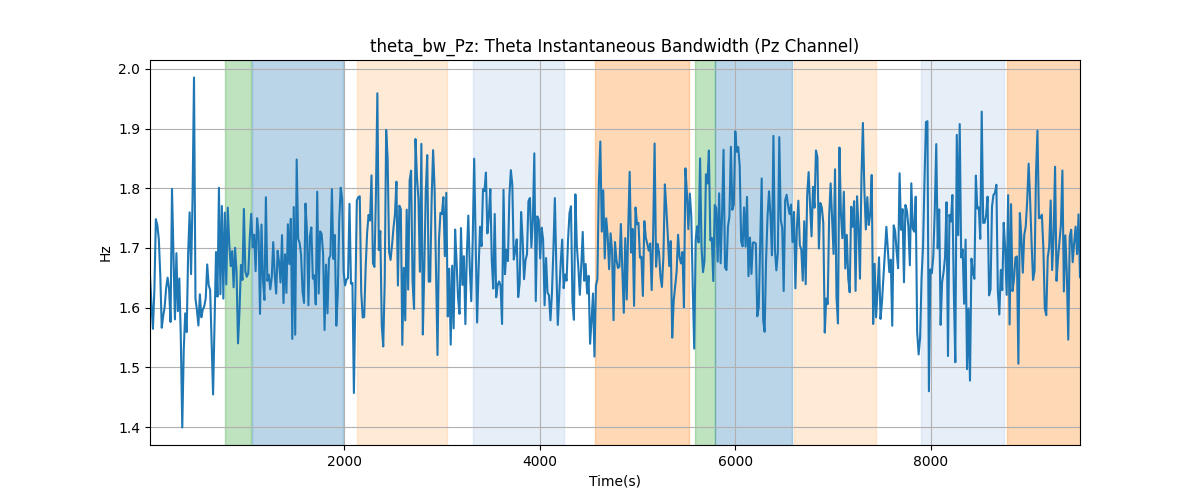 theta_bw_Pz: Theta Instantaneous Bandwidth (Pz Channel)
2.0
1.9
1.8
1.7
1.6
1.5
1.4
Hz
2000 4000 6000 8000
Time(s)